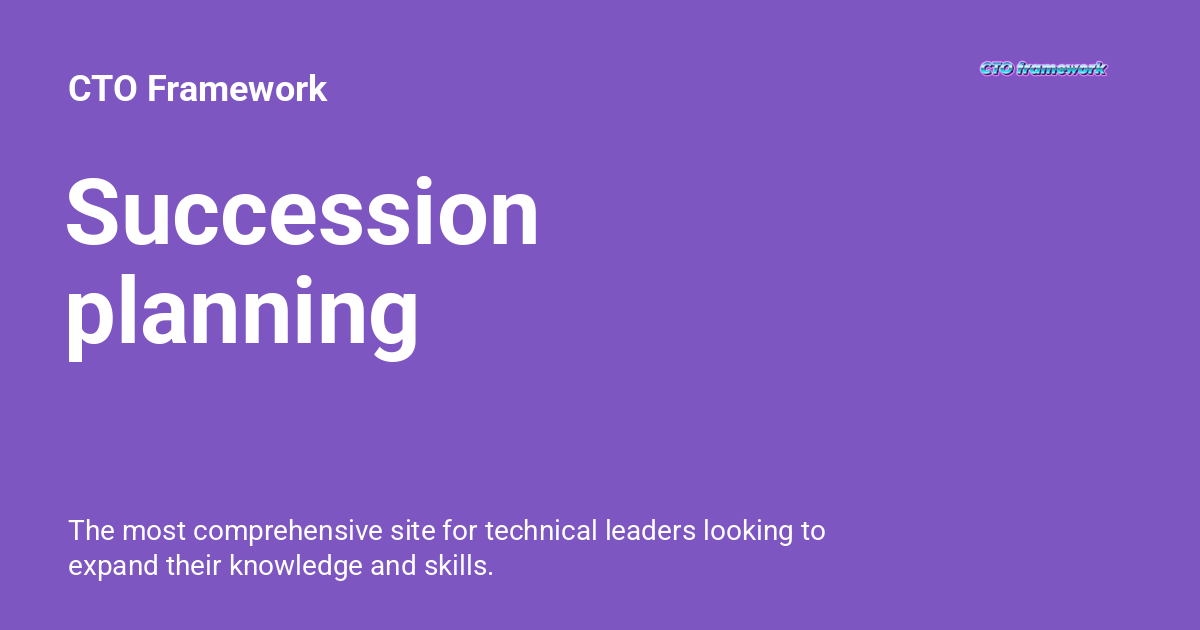 CTO Framework
CTO framework
Succession
planning
The most comprehensive site for technical leaders looking to
expand their knowledge and skills.